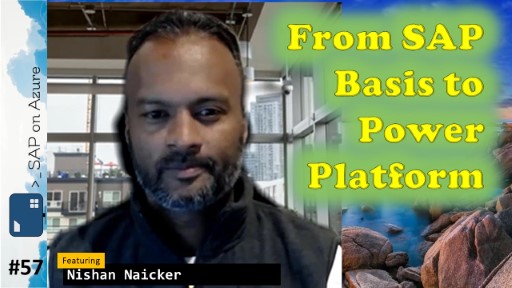 From SAP
Basis to
Power
Platform
>_SAP on Azure
#57
Featuring
Nishan Naicker